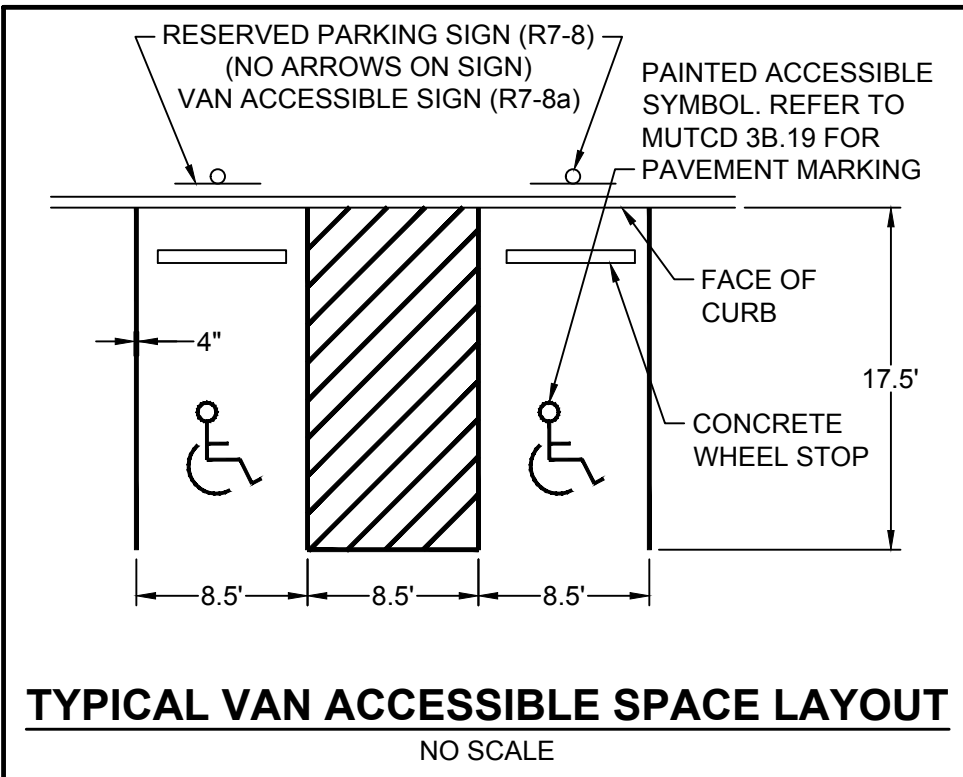 RESERVED PARKING SIGN (R7-8)
(NO ARROWS ON SIGN)
VAN ACCESSIBLE SIGN (R7-8a)
PAINTED ACCESSIBLE
SYMBOL. REFER TO
MUTCD 3B.19 FOR
PAVEMENT MARKING
FACE OF
CURB
4"
17.5'
CONCRETE
WHEEL STOP
8.5'
8.5'
8.5'
TYPICAL VAN ACCESSIBLE SPACE LAYOUT
NO SCALE